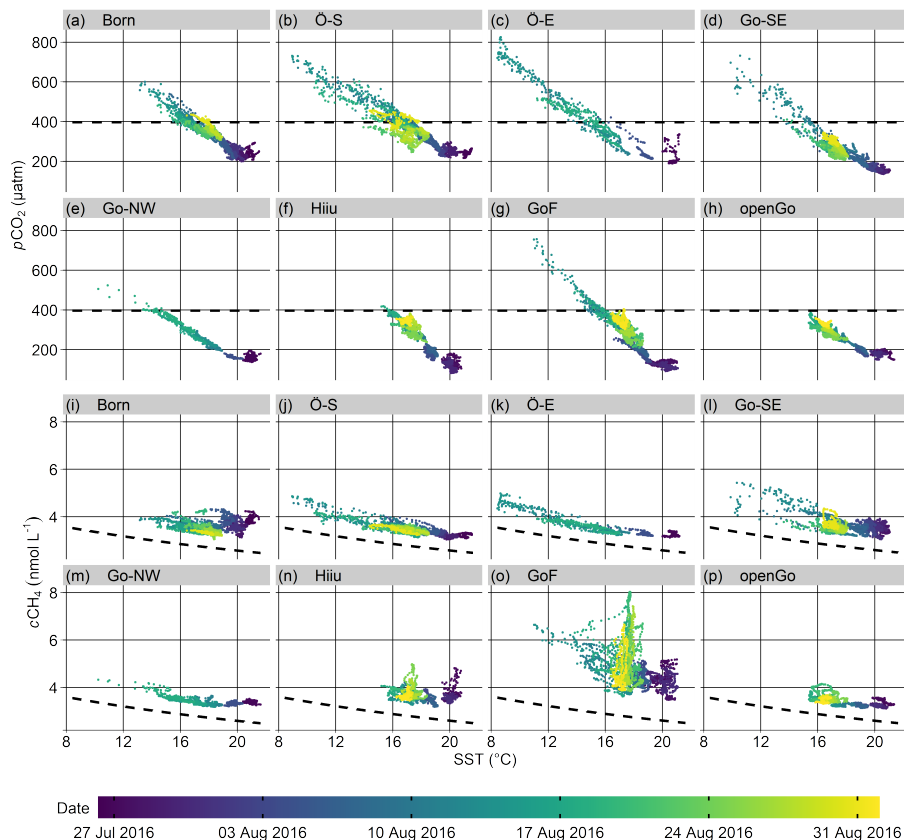 (a) Born (b) Ö-S (c) Ö-E (d) Go-SE
800
600
400
200
(e) Go-NW (f) Hiiu (g) GoF (h) openGo
800
600
400
200
pCO₂ (µatm)
(i) Born (j) Ö-S (k) Ö-E (l) Go-SE
8
6
4
(m) Go-NW (n) Hiiu (o) GoF (p) openGo
8
6
4
cCH₄ (nmol L⁻¹)
8 12 16 20 8 12 16 20 8 12 16 20 8 12 16 20
SST (°C)
Date
27 Jul 2016 03 Aug 2016 10 Aug 2016 17 Aug 2016 24 Aug 2016 31 Aug 2016